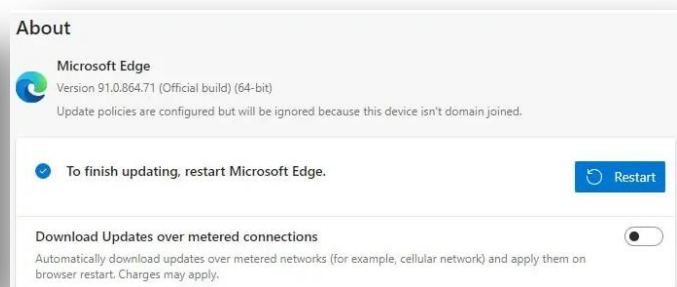 About
Microsoft Edge
Version 91.0.864.71 (Official build) (64-bit)
Update policies are configured but will be ignored because this device isn't domain joined.
To finish updating, restart Microsoft Edge.
Restart
Download Updates over metered connections
Automatically download updates over metered networks (for example, cellular network) and apply them on
browser restart. Charges may apply.